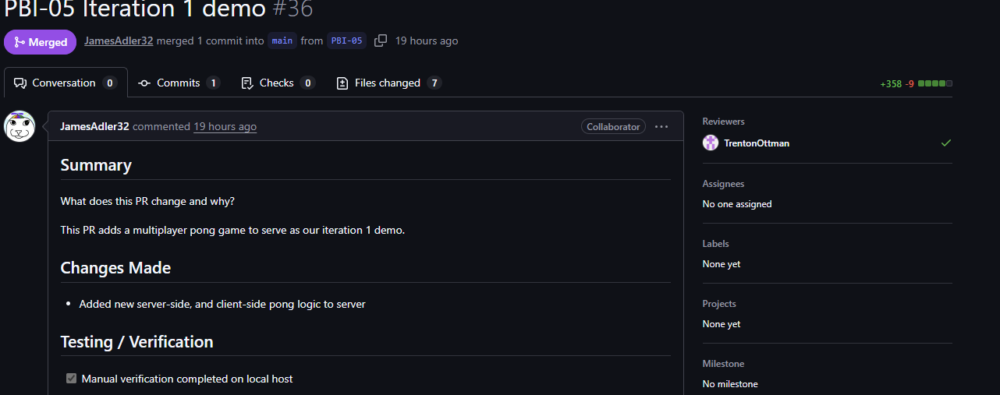 PBI-05 Iteration 1 demo #36
Merged JamesAdler32 merged 1 commit into main from PBI-05 19 hours ago
Conversation 0 Commits 1 Checks 0 Files changed 7 +358 -9
JamesAdler32 commented 19 hours ago Collaborator
Summary
What does this PR change and why?
This PR adds a multiplayer pong game to serve as our iteration 1 demo.
Changes Made
Added new server-side, and client-side pong logic to server
Testing / Verification
Manual verification completed on local host
Reviewers
TrentonOttman
Assignees
No one assigned
Labels
None yet
Projects
None yet
Milestone
No milestone